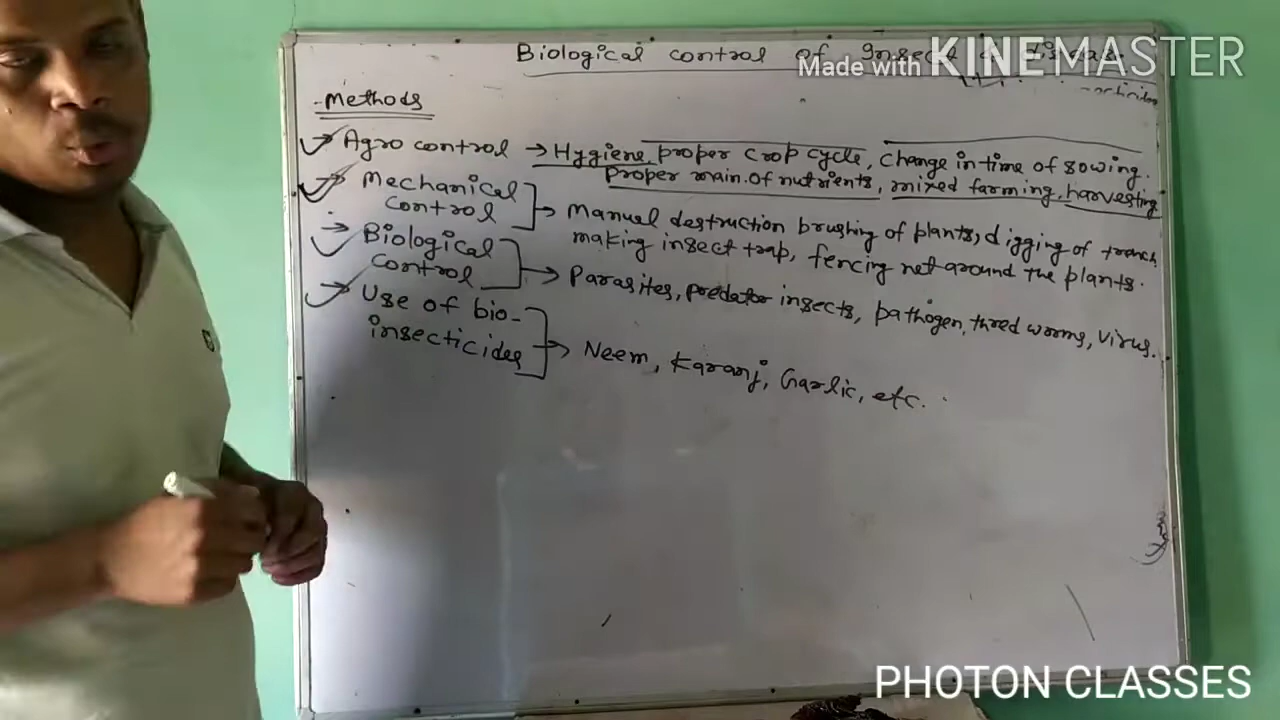 Biological control of Insect
Made with KINEMASTER
Methods
→ Agro control → Hygiene, proper crop cycle, change in time of sowing.
proper main. of nutrients, mixed farming, harvesting
→ Mechanical control → Manual destruction brushing of plants, digging of trench,
making insect trap, fencing net around the plants.
→ Biological control → Parasites, predator insects, pathogen, thred worms, virus.
→ Use of bio-
insecticides → Neem, Karanj, Garlic, etc.
PHOTON CLASSES